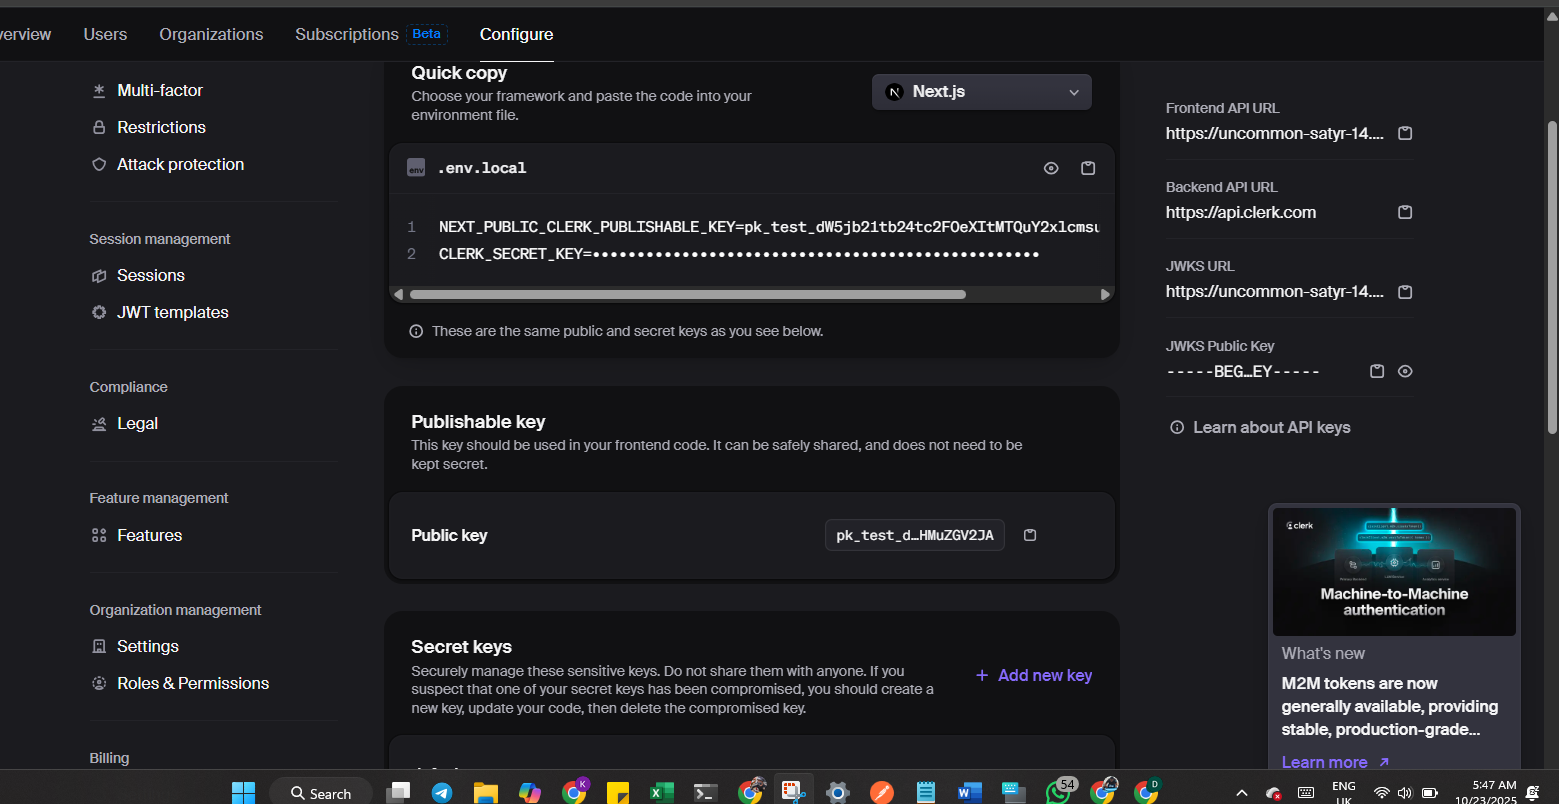 verview Users Organizations Subscriptions Beta Configure
Multi-factor
Restrictions
Attack protection
Session management
Sessions
JWT templates
Compliance
Legal
Feature management
Features
Organization management
Settings
Roles & Permissions
Billing
Quick copy
Choose your framework and paste the code into your
environment file.
Next.js
.env.local
1 NEXT_PUBLIC_CLERK_PUBLISHABLE_KEY=pk_test_dW5jb21tb24tc2F0eXItMTQuY2xlcmsu
2 CLERK_SECRET_KEY=••••••••••••••••••••••••••••••••••••••••••••••••••
These are the same public and secret keys as you see below.
Publishable key
This key should be used in your frontend code. It can be safely shared, and does not need to be
kept secret.
Public key pk_test_d…HMuZGV2JA
Secret keys
Securely manage these sensitive keys. Do not share them with anyone. If you
suspect that one of your secret keys has been compromised, you should create a
new key, update your code, then delete the compromised key.
+ Add new key
Frontend API URL
https://uncommon-satyr-14....
Backend API URL
https://api.clerk.com
JWKS URL
https://uncommon-satyr-14....
JWKS Public Key
-----BEG…EY-----
Learn about API keys
clerk
Machine-to-Machine
authentication
What's new
M2M tokens are now
generally available, providing
stable, production-grade...
Learn more
Search
54
ENG
UK
5:47 AM
10/23/2025